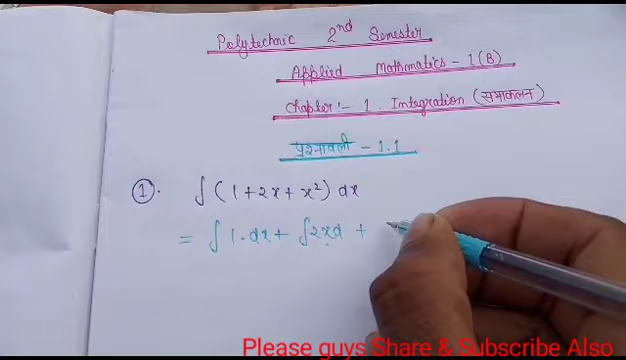 Polytechnic 2nd Semester
Applied Mathematics - 1(B)
Chapter:- 1. Integration (समाकलन)
प्रश्नावली - 1.1
①. ∫(1+2x+x²) dx
= ∫1.dx + ∫2xd +
Please guys Share & Subscribe Also